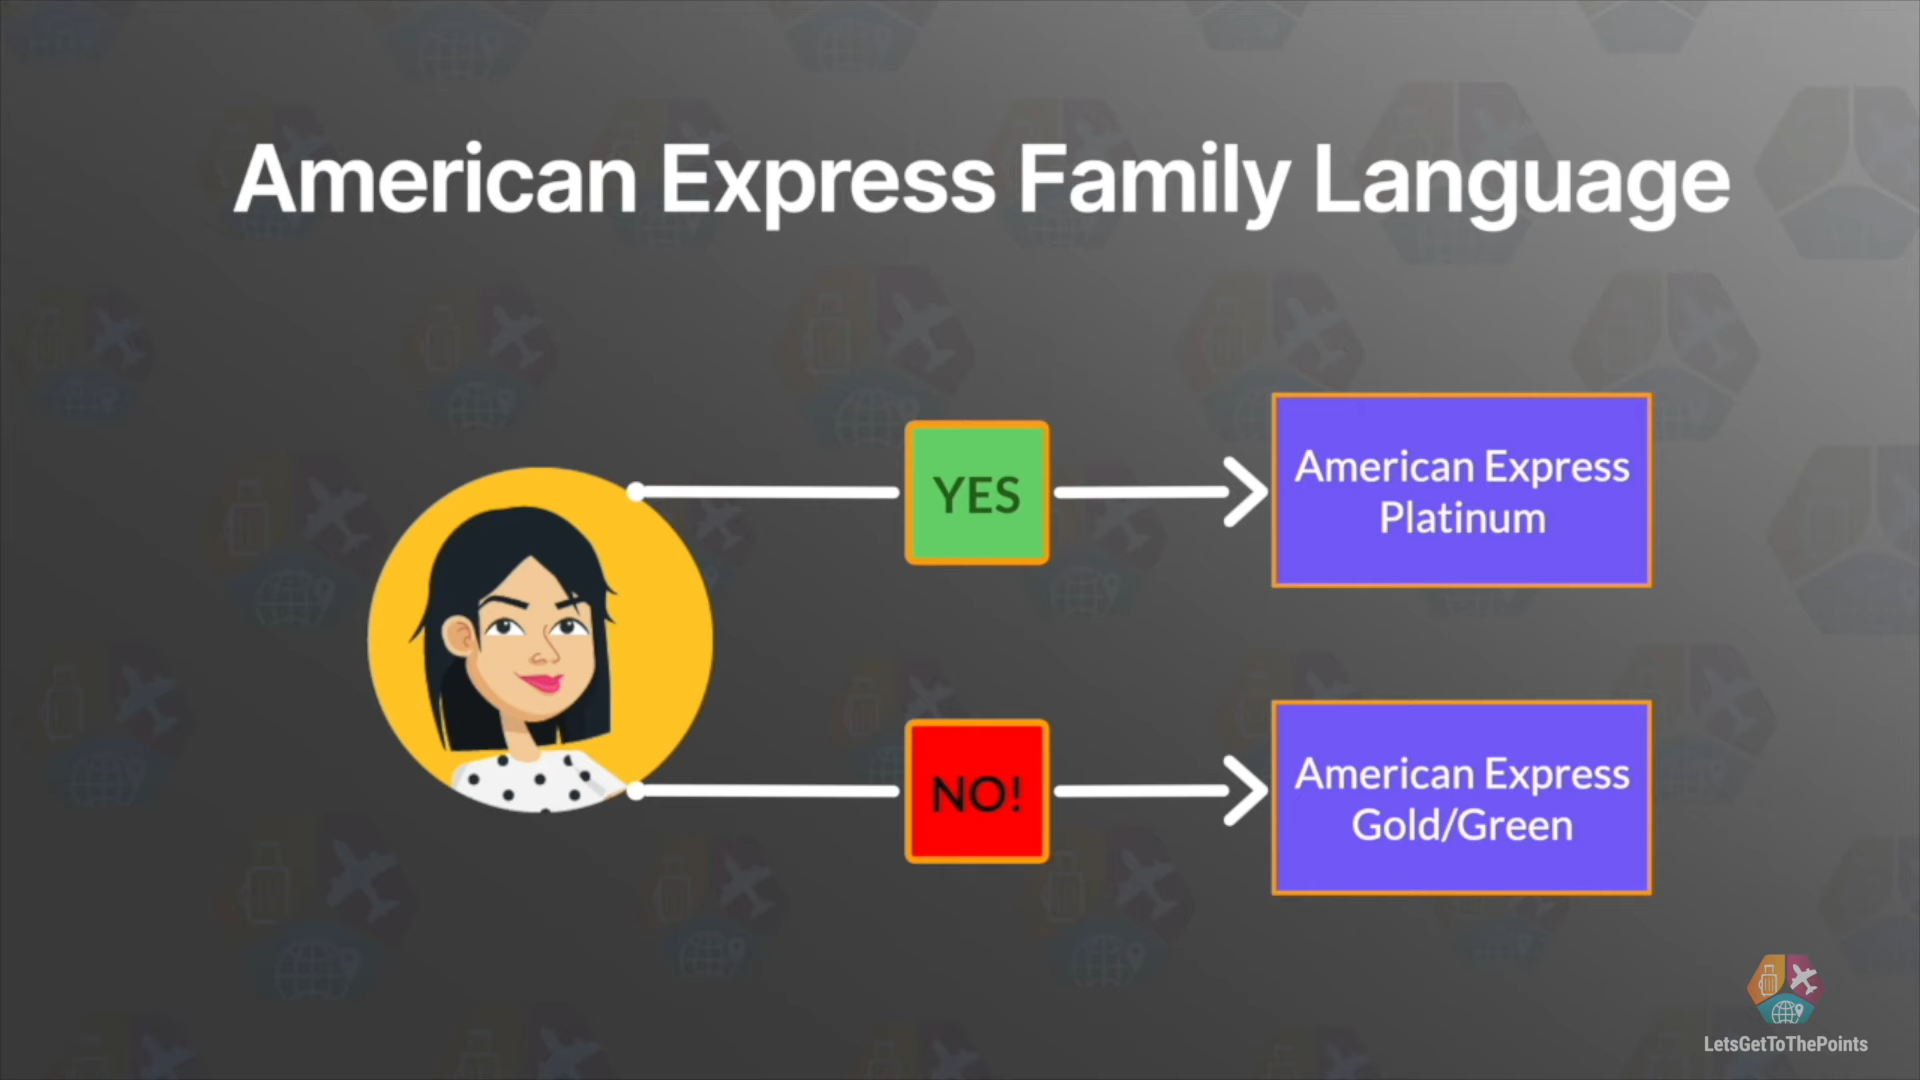 American Express Family Language
YES
American Express
Platinum
NO!
American Express
Gold/Green
LetsGetToThePoints